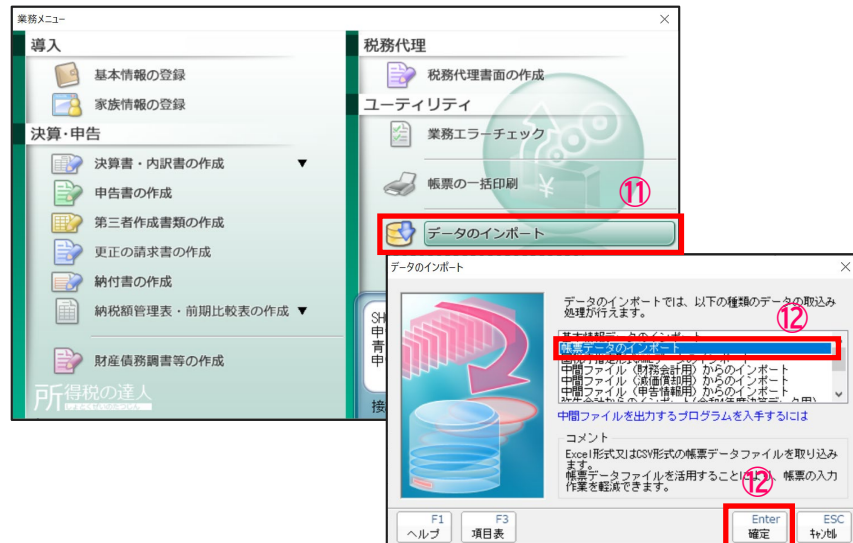 業務メニュー
導入
基本情報の登録
家族情報の登録
決算・申告
決算書・内訳書の作成 ▼
申告書の作成
第三者作成書類の作成
更正の請求書の作成
納付書の作成
納税額管理表・前期比較表の作成 ▼
財産債務調書等の作成
所得税の達人
税務代理
税務代理書面の作成
ユーティリティ
業務エラーチェック
帳票の一括印刷
⑪
データのインポート
SH
申
青
申
接
データのインポート
データのインポートでは、以下の種類のデータの取込み
処理が行えます。
⑫
基本情報データのインポート
帳票データのインポート
中間ファイル（財務会計用）からのインポート
中間ファイル（減価償却用）からのインポート
中間ファイル（申告情報用）からのインポート
中間ファイルを出力するプログラムを入手するには
コメント
Excel形式又はCSV形式の帳票データファイルを取り込み
ます。
帳票データファイルを活用することにより、帳票の入力
作業を軽減できます。
⑫
F1
ヘルプ
F3
項目表
Enter
確定
ESC
ｷｬﾝｾﾙ